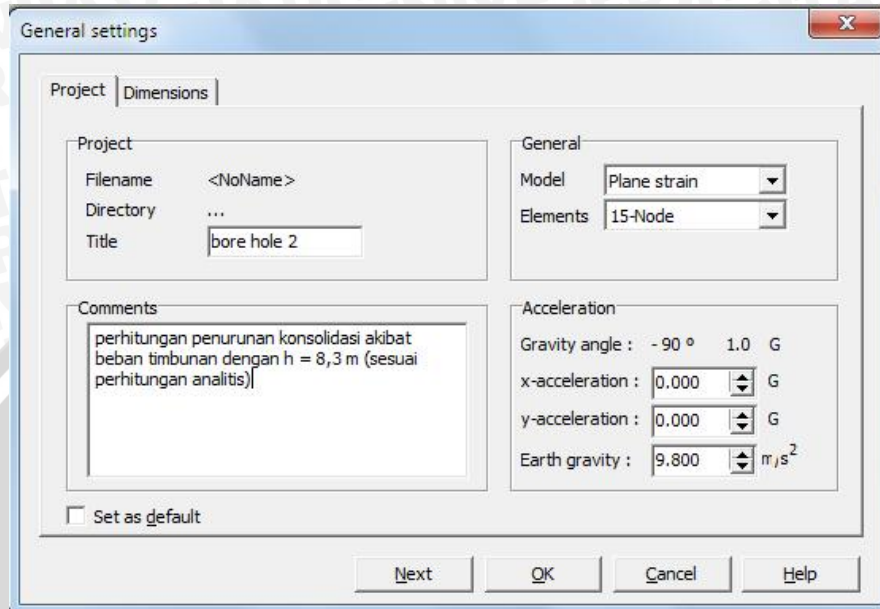 General settings
Project
Dimensions
Project
Filename <NoName>
Directory ...
Title bore hole 2
General
Model Plane strain
Elements 15-Node
Comments
perhitungan penurunan konsolidasi akibat
beban timbunan dengan h = 8,3 m (sesuai
perhitungan analitis)
Acceleration
Gravity angle : - 90 º 1.0 G
x-acceleration : 0.000 G
y-acceleration : 0.000 G
Earth gravity : 9.800 m/s²
Set as default
Next OK Cancel Help